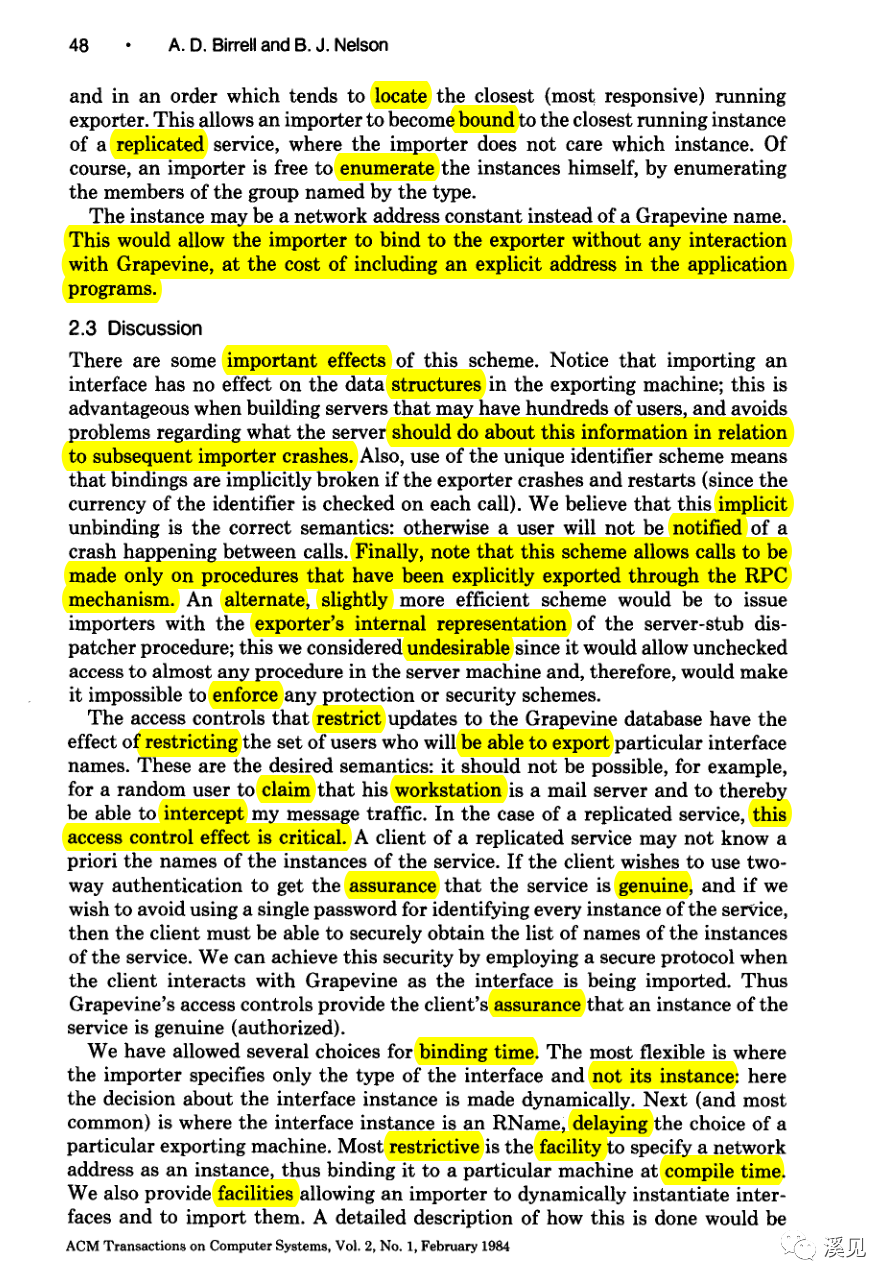 48 • A. D. Birrell and B. J. Nelson
and in an order which tends to locate the closest (most responsive) running
exporter. This allows an importer to become bound to the closest running instance
of a replicated service, where the importer does not care which instance. Of
course, an importer is free to enumerate the instances himself, by enumerating
the members of the group named by the type.
The instance may be a network address constant instead of a Grapevine name.
This would allow the importer to bind to the exporter without any interaction
with Grapevine, at the cost of including an explicit address in the application
programs.
2.3 Discussion
There are some important effects of this scheme. Notice that importing an
interface has no effect on the data structures in the exporting machine; this is
advantageous when building servers that may have hundreds of users, and avoids
problems regarding what the server should do about this information in relation
to subsequent importer crashes. Also, use of the unique identifier scheme means
that bindings are implicitly broken if the exporter crashes and restarts (since the
currency of the identifier is checked on each call). We believe that this implicit
unbinding is the correct semantics: otherwise a user will not be notified of a
crash happening between calls. Finally, note that this scheme allows calls to be
made only on procedures that have been explicitly exported through the RPC
mechanism. An alternate, slightly more efficient scheme would be to issue
importers with the exporter's internal representation of the server-stub dis-
patcher procedure; this we considered undesirable since it would allow unchecked
access to almost any procedure in the server machine and, therefore, would make
it impossible to enforce any protection or security schemes.
The access controls that restrict updates to the Grapevine database have the
effect of restricting the set of users who will be able to export particular interface
names. These are the desired semantics: it should not be possible, for example,
for a random user to claim that his workstation is a mail server and to thereby
be able to intercept my message traffic. In the case of a replicated service, this
access control effect is critical. A client of a replicated service may not know a
priori the names of the instances of the service. If the client wishes to use two-
way authentication to get the assurance that the service is genuine, and if we
wish to avoid using a single password for identifying every instance of the service,
then the client must be able to securely obtain the list of names of the instances
of the service. We can achieve this security by employing a secure protocol when
the client interacts with Grapevine as the interface is being imported. Thus
Grapevine's access controls provide the client's assurance that an instance of the
service is genuine (authorized).
We have allowed several choices for binding time. The most flexible is where
the importer specifies only the type of the interface and not its instance: here
the decision about the interface instance is made dynamically. Next (and most
common) is where the interface instance is an RName, delaying the choice of a
particular exporting machine. Most restrictive is the facility to specify a network
address as an instance, thus binding it to a particular machine at compile time.
We also provide facilities allowing an importer to dynamically instantiate inter-
faces and to import them. A detailed description of how this is done would be
ACM Transactions on Computer Systems, Vol. 2, No. 1, February 1984
溪见